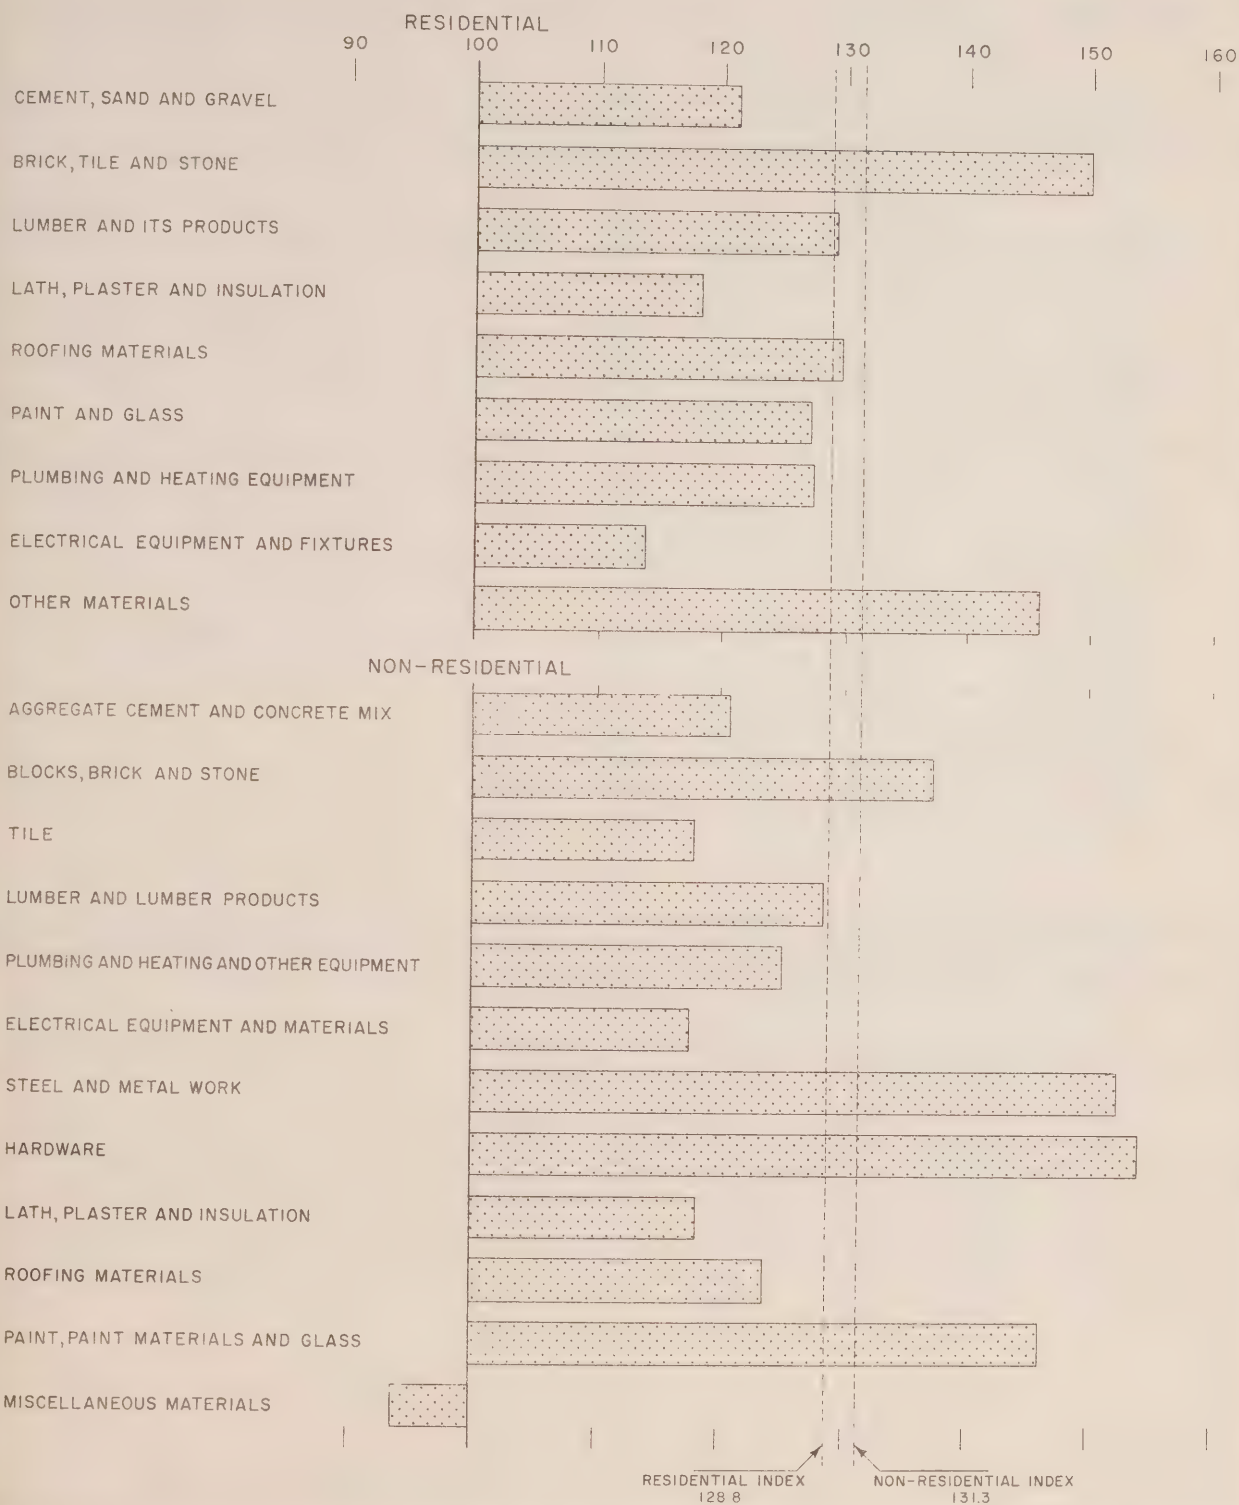 RESIDENTIAL
90 100 110 120 130 140 150 160
CEMENT, SAND AND GRAVEL
BRICK, TILE AND STONE
LUMBER AND ITS PRODUCTS
LATH, PLASTER AND INSULATION
ROOFING MATERIALS
PAINT AND GLASS
PLUMBING AND HEATING EQUIPMENT
ELECTRICAL EQUIPMENT AND FIXTURES
OTHER MATERIALS
NON-RESIDENTIAL
AGGREGATE CEMENT AND CONCRETE MIX
BLOCKS, BRICK AND STONE
TILE
LUMBER AND LUMBER PRODUCTS
PLUMBING AND HEATING AND OTHER EQUIPMENT
ELECTRICAL EQUIPMENT AND MATERIALS
STEEL AND METAL WORK
HARDWARE
LATH, PLASTER AND INSULATION
ROOFING MATERIALS
PAINT, PAINT MATERIALS AND GLASS
MISCELLANEOUS MATERIALS
RESIDENTIAL INDEX
128 8
NON-RESIDENTIAL INDEX
131.3